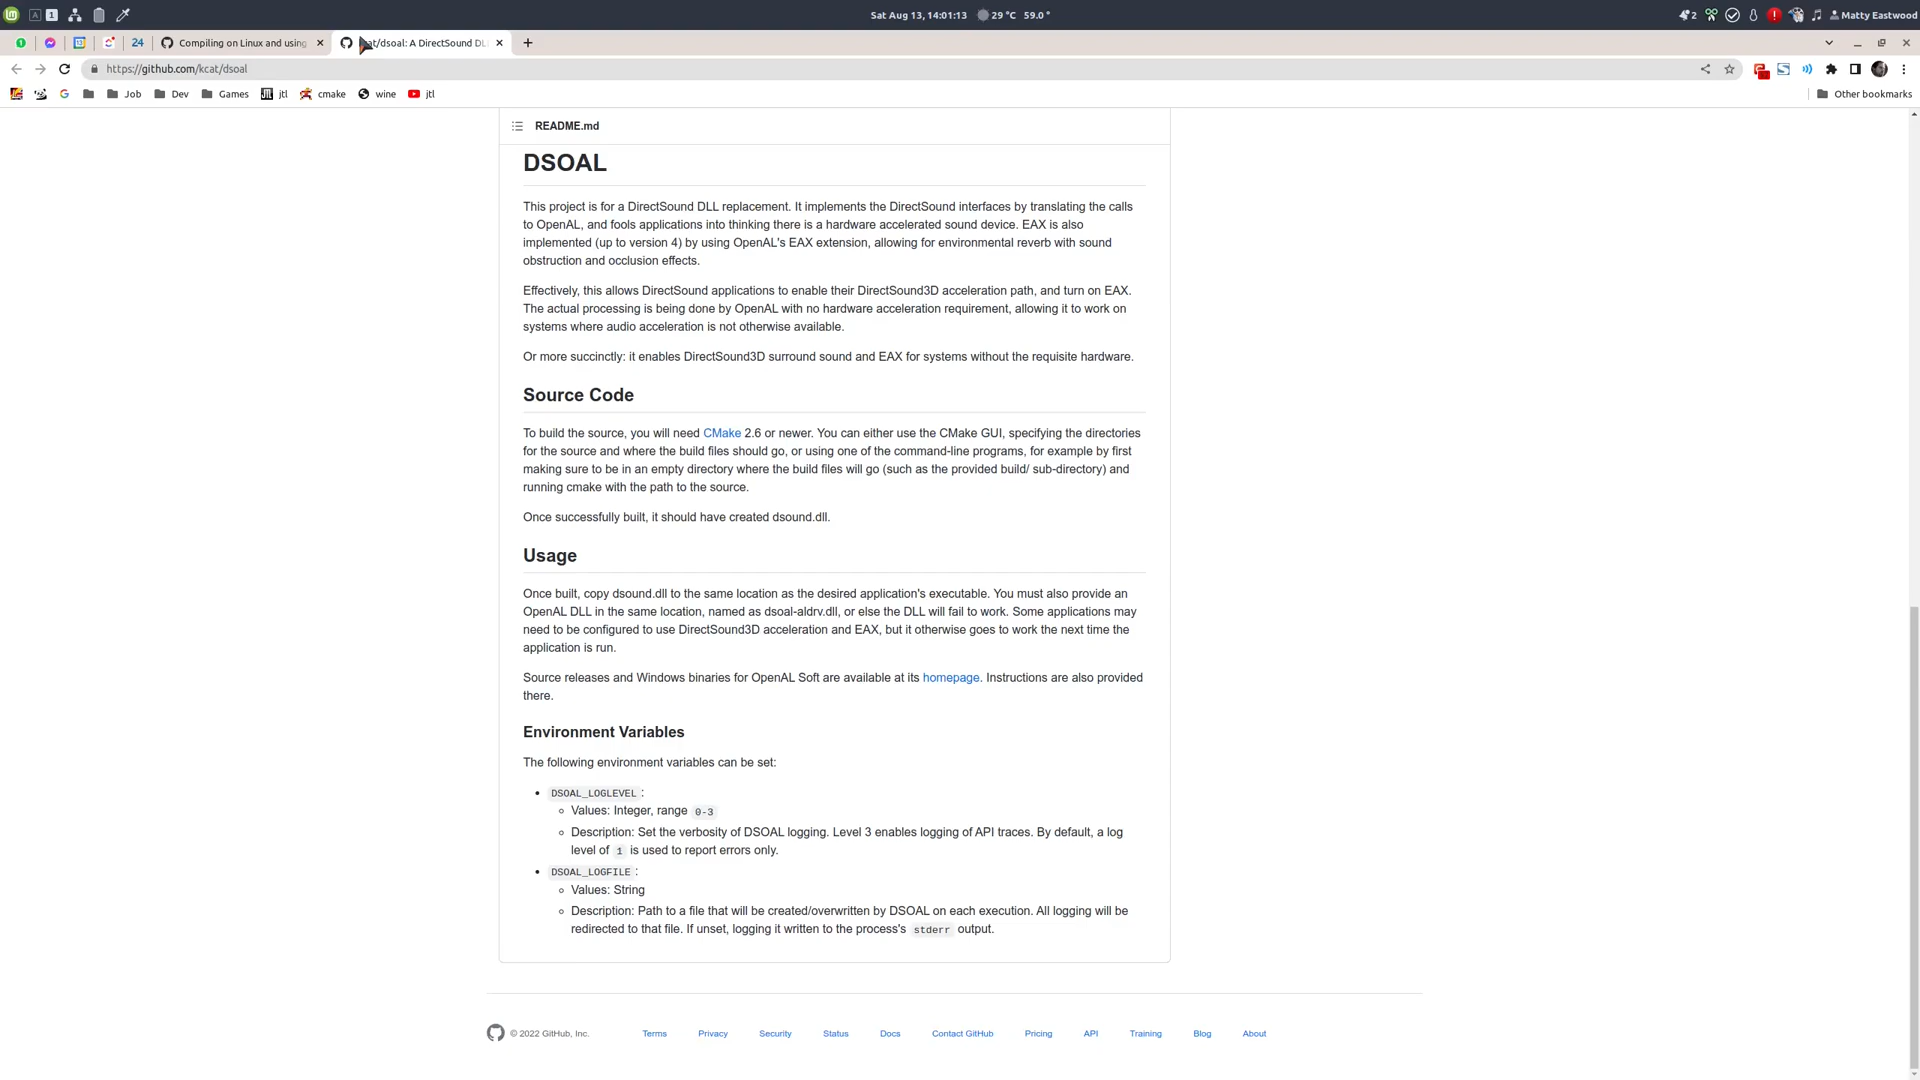 A 1
Sat Aug 13, 14:01:13 29 °C 59.0 °
2 Matty Eastwood
1 24 Compiling on Linux and using at/dsoal: A DirectSound DL
https://github.com/kcat/dsoal
G Job Dev Games jtl cmake wine jtl Other bookmarks
README.md
DSOAL
This project is for a DirectSound DLL replacement. It implements the DirectSound interfaces by translating the calls
to OpenAL, and fools applications into thinking there is a hardware accelerated sound device. EAX is also
implemented (up to version 4) by using OpenAL's EAX extension, allowing for environmental reverb with sound
obstruction and occlusion effects.
Effectively, this allows DirectSound applications to enable their DirectSound3D acceleration path, and turn on EAX.
The actual processing is being done by OpenAL with no hardware acceleration requirement, allowing it to work on
systems where audio acceleration is not otherwise available.
Or more succinctly: it enables DirectSound3D surround sound and EAX for systems without the requisite hardware.
Source Code
To build the source, you will need CMake 2.6 or newer. You can either use the CMake GUI, specifying the directories
for the source and where the build files should go, or using one of the command-line programs, for example by first
making sure to be in an empty directory where the build files will go (such as the provided build/ sub-directory) and
running cmake with the path to the source.
Once successfully built, it should have created dsound.dll.
Usage
Once built, copy dsound.dll to the same location as the desired application's executable. You must also provide an
OpenAL DLL in the same location, named as dsoal-aldrv.dll, or else the DLL will fail to work. Some applications may
need to be configured to use DirectSound3D acceleration and EAX, but it otherwise goes to work the next time the
application is run.
Source releases and Windows binaries for OpenAL Soft are available at its homepage. Instructions are also provided
there.
Environment Variables
The following environment variables can be set:
DSOAL_LOGLEVEL:
Values: Integer, range 0-3
Description: Set the verbosity of DSOAL logging. Level 3 enables logging of API traces. By default, a log
level of 1 is used to report errors only.
DSOAL_LOGFILE:
Values: String
Description: Path to a file that will be created/overwritten by DSOAL on each execution. All logging will be
redirected to that file. If unset, logging it written to the process's stderr output.
© 2022 GitHub, Inc. Terms Privacy Security Status Docs Contact GitHub Pricing API Training Blog About